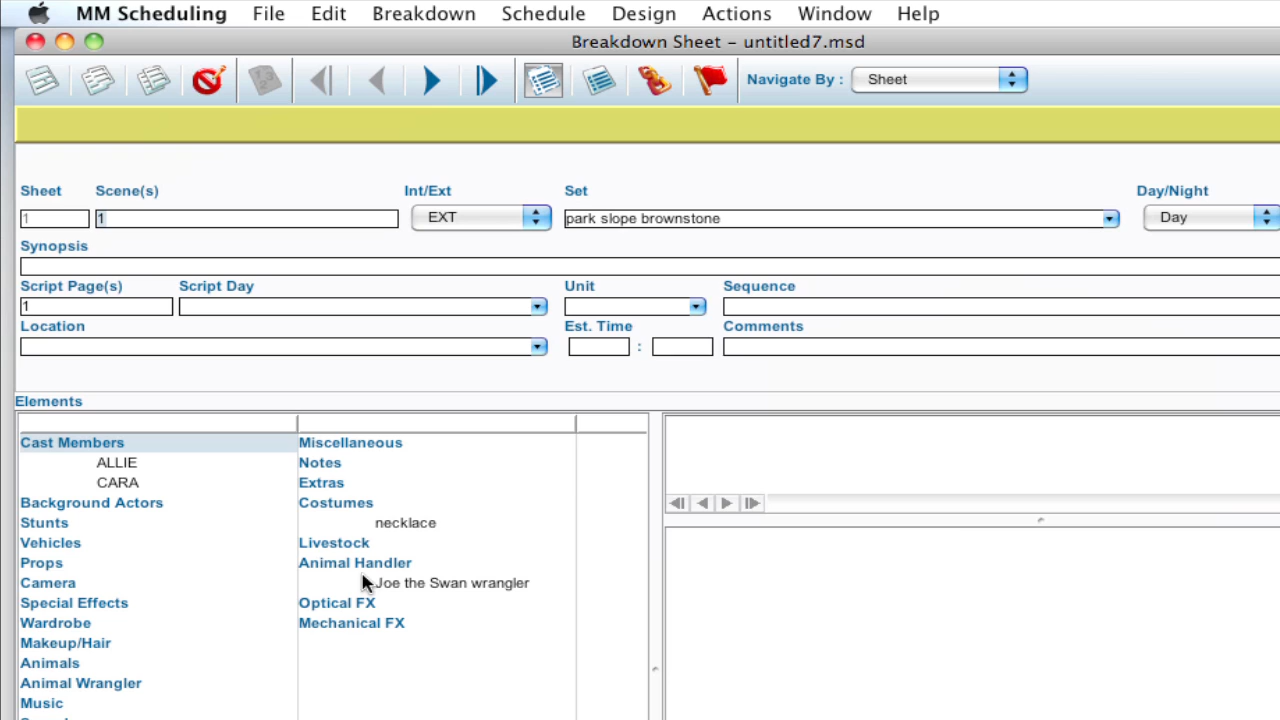 MM Scheduling File Edit Breakdown Schedule Design Actions Window Help
Breakdown Sheet – untitled7.msd
Navigate By : Sheet
Sheet Scene(s) Int/Ext Set Day/Night
1 1 EXT park slope brownstone Day
Synopsis
Script Page(s) Script Day Unit Sequence
1
Location Est. Time Comments
:
Elements
Cast Members Miscellaneous
ALLIE Notes
CARA Extras
Background Actors Costumes
Stunts necklace
Vehicles Livestock
Props Animal Handler
Camera Joe the Swan wrangler
Special Effects Optical FX
Wardrobe Mechanical FX
Makeup/Hair
Animals
Animal Wrangler
Music